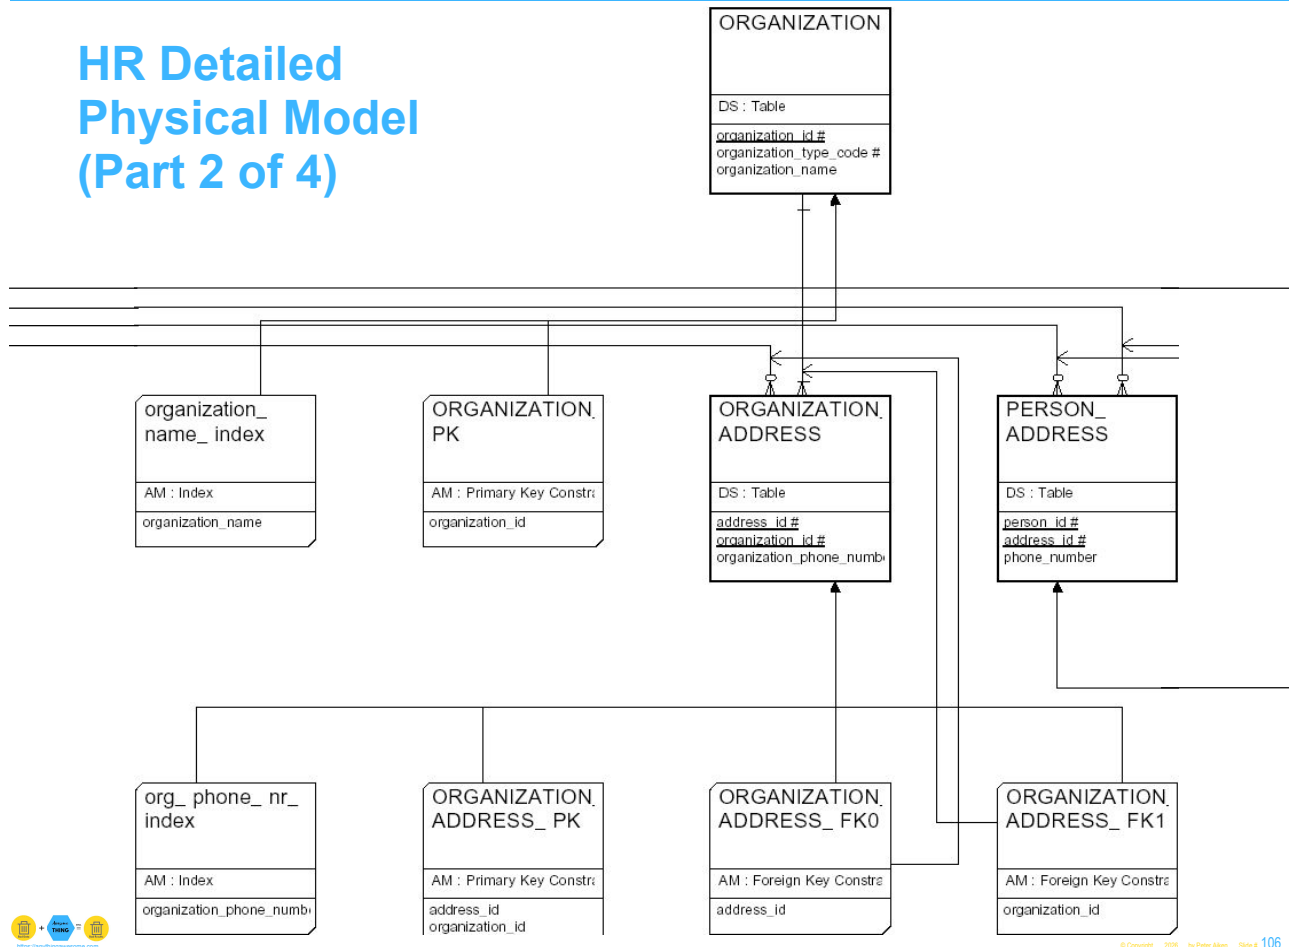 HR Detailed
Physical Model
(Part 2 of 4)
ORGANIZATION
DS : Table
organization_id #
organization_type_code #
organization_name
organization_
name_ index
AM : Index
organization_name
ORGANIZATION_
PK
AM : Primary Key Constra
organization_id
ORGANIZATION_
ADDRESS
DS : Table
address_id #
organization_id #
organization_phone_numb
PERSON_
ADDRESS
DS : Table
person_id #
address_id #
phone_number
org_ phone_ nr_
index
AM : Index
organization_phone_numb
ORGANIZATION_
ADDRESS_ PK
AM : Primary Key Constra
address_id
organization_id
ORGANIZATION_
ADDRESS_ FK0
AM : Foreign Key Constra
address_id
ORGANIZATION_
ADDRESS_ FK1
AM : Foreign Key Constra
organization_id
THING
106